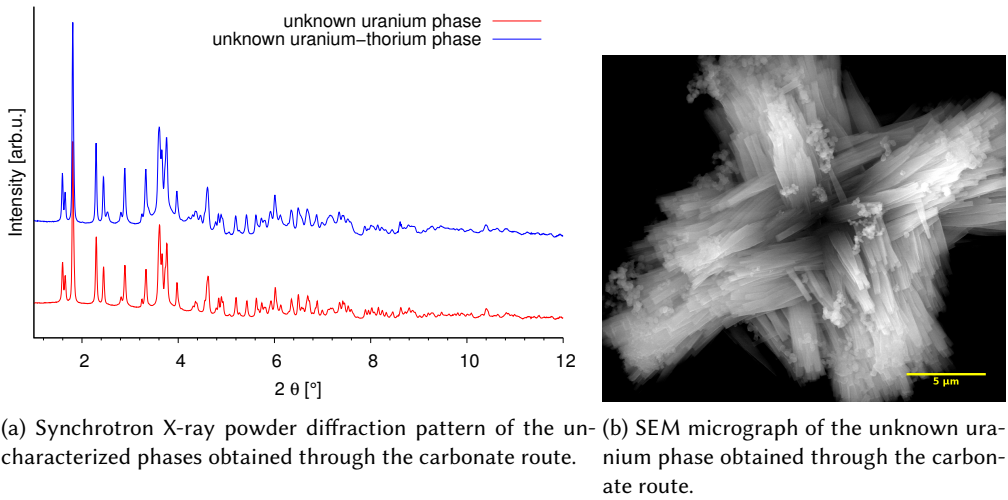 unknown uranium phase
unknown uranium−thorium phase
Intensity [arb.u.]
2 4 6 8 10 12
2 θ [°]
5 µm
(a) Synchrotron X-ray powder diffraction pattern of the un-
characterized phases obtained through the carbonate route.
(b) SEM micrograph of the unknown ura-
nium phase obtained through the carbon-
ate route.